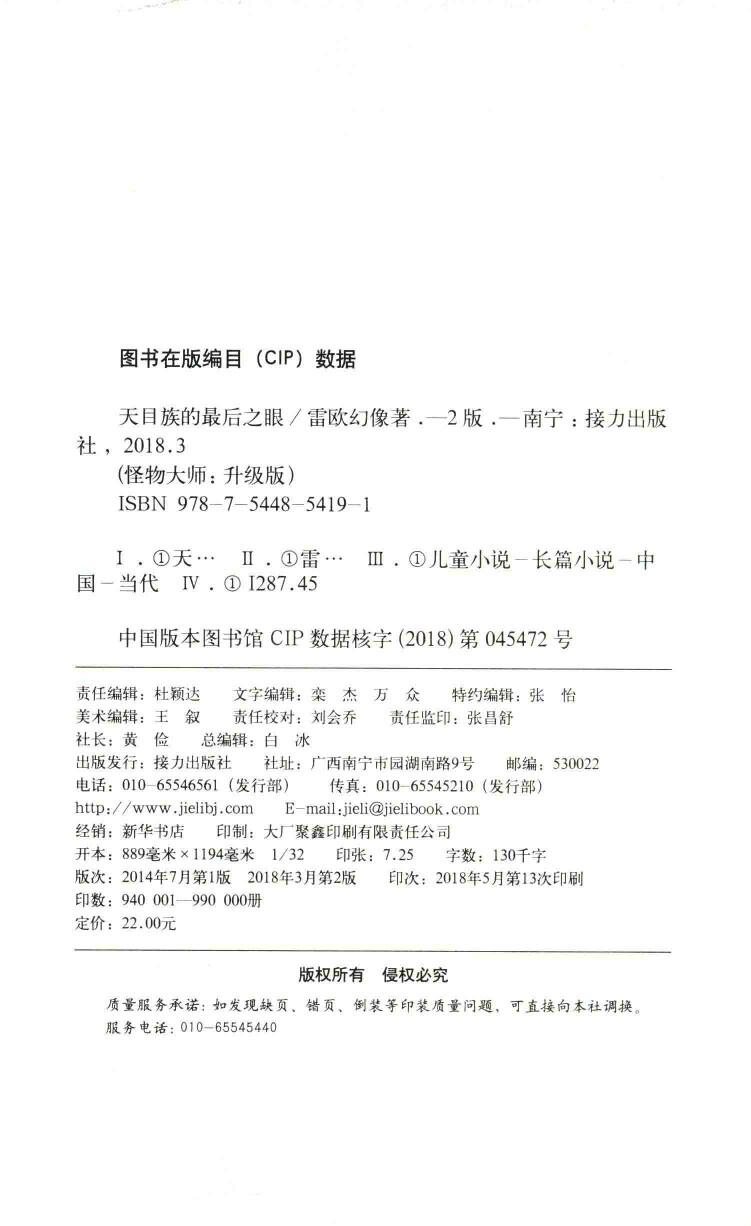 图书在版编目（CIP）数据
天目族的最后之眼 / 雷欧幻像著 .—2 版 .—南宁 : 接力出版
社 , 2018.3
(怪物大师: 升级版)
ISBN 978-7-5448-5419-1
Ⅰ . ①天… Ⅱ . ①雷… Ⅲ . ①儿童小说－长篇小说－中
国－当代 Ⅳ . ① I287.45
中国版本图书馆 CIP 数据核字 (2018) 第 045472 号
责任编辑: 杜颖达 文字编辑: 栾 杰 万 众 特约编辑: 张 怡
美术编辑: 王 叙 责任校对: 刘会乔 责任监印: 张昌舒
社长: 黄 俭 总编辑: 白 冰
出版发行: 接力出版社 社址: 广西南宁市园湖南路9号 邮编: 530022
电话: 010-65546561 (发行部) 传真: 010-65545210 (发行部)
http://www.jielibj.com E-mail:jieli@jielibook.com
经销: 新华书店 印制: 大厂聚鑫印刷有限责任公司
开本: 889毫米×1194毫米 1/32 印张: 7.25 字数: 130千字
版次: 2014年7月第1版 2018年3月第2版 印次: 2018年5月第13次印刷
印数: 940 001—990 000册
定价: 22.00元
版权所有 侵权必究
质量服务承诺: 如发现缺页、错页、倒装等印装质量问题, 可直接向本社调换。
服务电话: 010-65545440